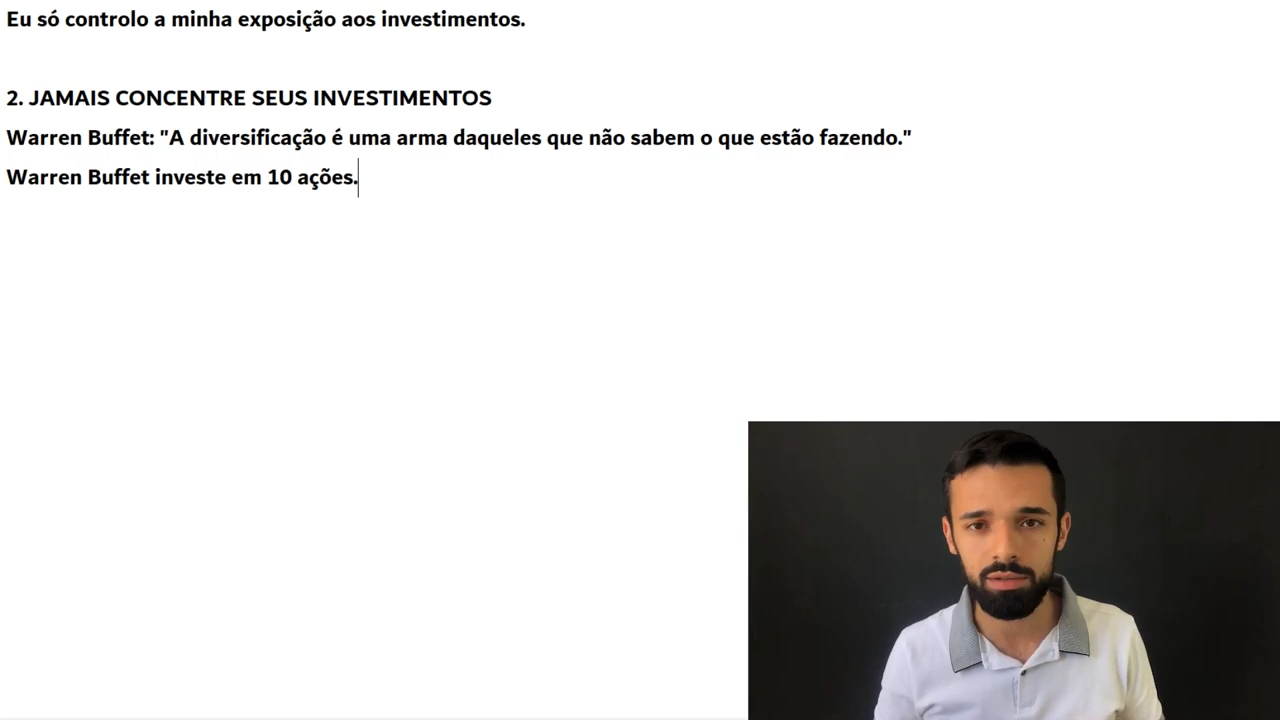 Eu só controlo a minha exposição aos investimentos.
2. JAMAIS CONCENTRE SEUS INVESTIMENTOS
Warren Buffet: "A diversificação é uma arma daqueles que não sabem o que estão fazendo."
Warren Buffet investe em 10 ações.